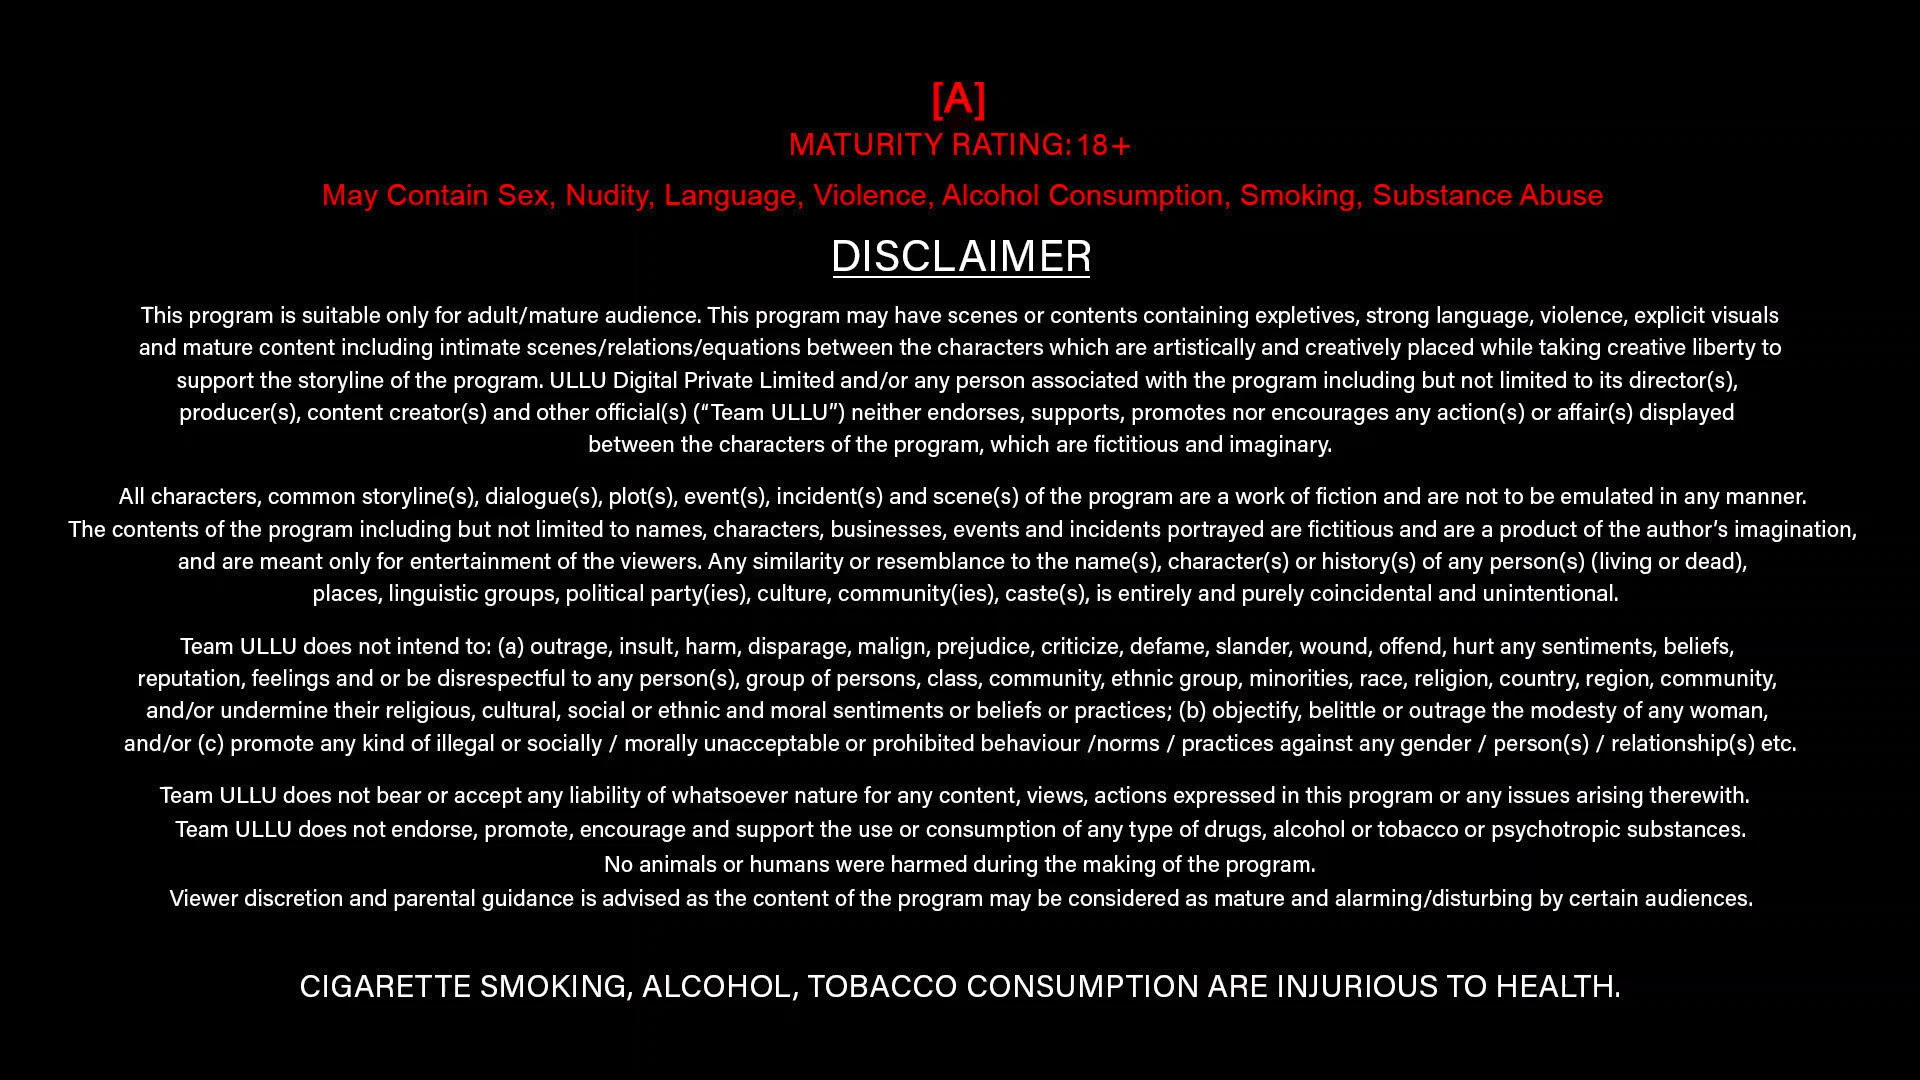 [A]
MATURITY RATING:18+
May Contain Sex, Nudity, Language, Violence, Alcohol Consumption, Smoking, Substance Abuse
DISCLAIMER
This program is suitable only for adult/mature audience. This program may have scenes or contents containing expletives, strong language, violence, explicit visuals
and mature content including intimate scenes/relations/equations between the characters which are artistically and creatively placed while taking creative liberty to
support the storyline of the program. ULLU Digital Private Limited and/or any person associated with the program including but not limited to its director(s),
producer(s), content creator(s) and other official(s) (“Team ULLU”) neither endorses, supports, promotes nor encourages any action(s) or affair(s) displayed
between the characters of the program, which are fictitious and imaginary.
All characters, common storyline(s), dialogue(s), plot(s), event(s), incident(s) and scene(s) of the program are a work of fiction and are not to be emulated in any manner.
The contents of the program including but not limited to names, characters, businesses, events and incidents portrayed are fictitious and are a product of the author’s imagination,
and are meant only for entertainment of the viewers. Any similarity or resemblance to the name(s), character(s) or history(s) of any person(s) (living or dead),
places, linguistic groups, political party(ies), culture, community(ies), caste(s), is entirely and purely coincidental and unintentional.
Team ULLU does not intend to: (a) outrage, insult, harm, disparage, malign, prejudice, criticize, defame, slander, wound, offend, hurt any sentiments, beliefs,
reputation, feelings and or be disrespectful to any person(s), group of persons, class, community, ethnic group, minorities, race, religion, country, region, community,
and/or undermine their religious, cultural, social or ethnic and moral sentiments or beliefs or practices; (b) objectify, belittle or outrage the modesty of any woman,
and/or (c) promote any kind of illegal or socially / morally unacceptable or prohibited behaviour /norms / practices against any gender / person(s) / relationship(s) etc.
Team ULLU does not bear or accept any liability of whatsoever nature for any content, views, actions expressed in this program or any issues arising therewith.
Team ULLU does not endorse, promote, encourage and support the use or consumption of any type of drugs, alcohol or tobacco or psychotropic substances.
No animals or humans were harmed during the making of the program.
Viewer discretion and parental guidance is advised as the content of the program may be considered as mature and alarming/disturbing by certain audiences.
CIGARETTE SMOKING, ALCOHOL, TOBACCO CONSUMPTION ARE INJURIOUS TO HEALTH.